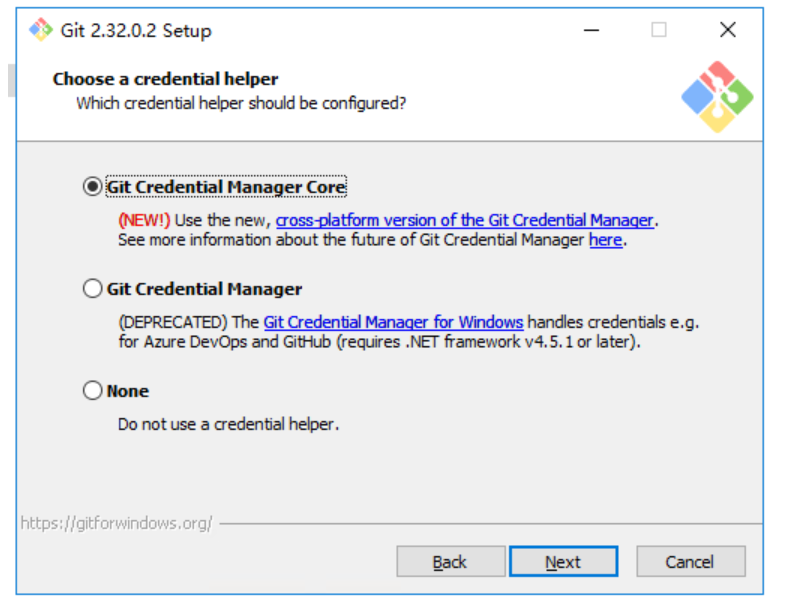 Git 2.32.0.2 Setup
Choose a credential helper
Which credential helper should be configured?
Git Credential Manager Core
(NEW!) Use the new, cross-platform version of the Git Credential Manager.
See more information about the future of Git Credential Manager here.
Git Credential Manager
(DEPRECATED) The Git Credential Manager for Windows handles credentials e.g.
for Azure DevOps and GitHub (requires .NET framework v4.5.1 or later).
None
Do not use a credential helper.
https://gitforwindows.org/
Back Next Cancel